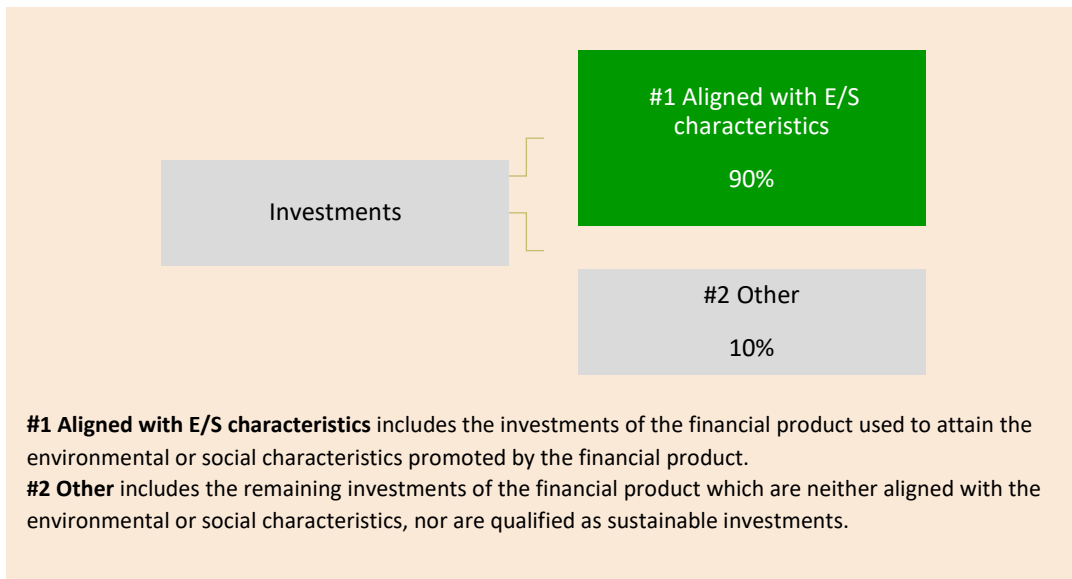 #1 Aligned with E/S
characteristics
90%
Investments
#2 Other
10%
#1 Aligned with E/S characteristics includes the investments of the financial product used to attain the
environmental or social characteristics promoted by the financial product.
#2 Other includes the remaining investments of the financial product which are neither aligned with the
environmental or social characteristics, nor are qualified as sustainable investments.